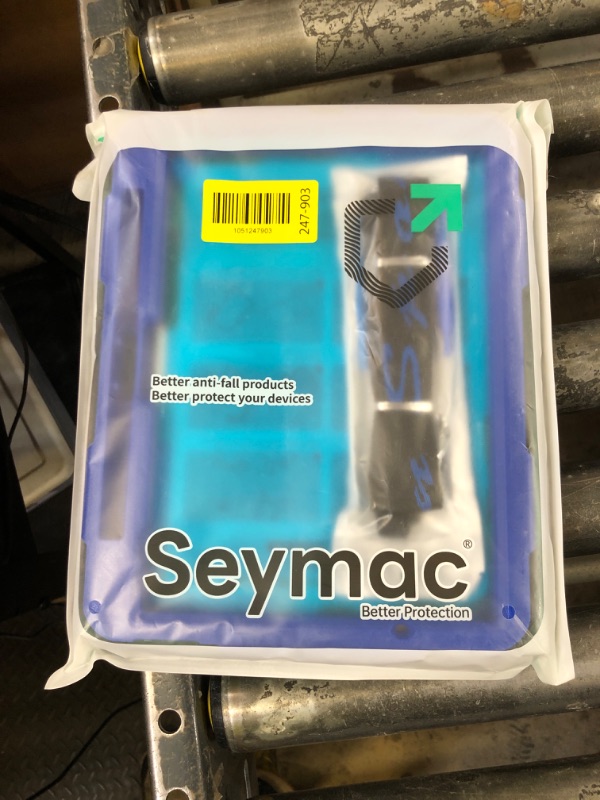 1051247903
247-903
Better anti-fall products
Better protect your devices
Seymac®
Better Protection